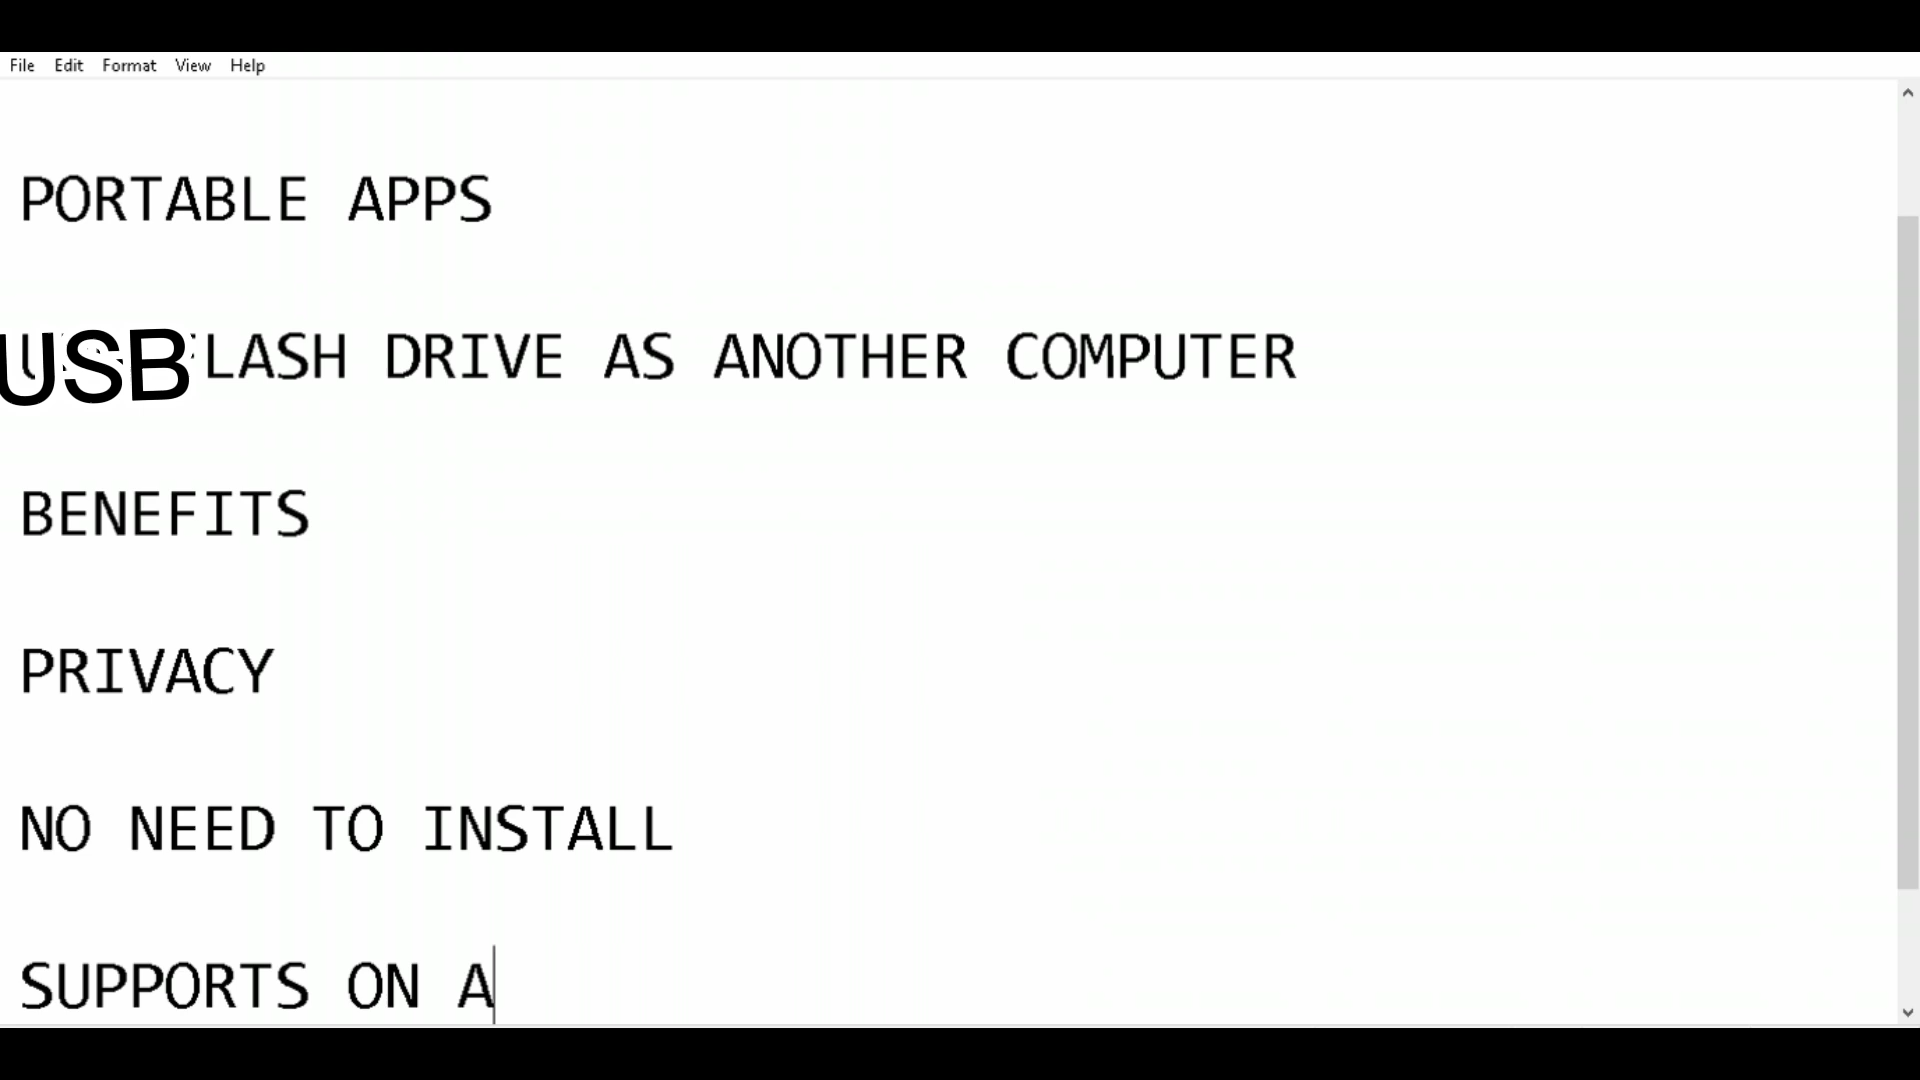 File Edit Format View Help
PORTABLE APPS
USB LASH DRIVE AS ANOTHER COMPUTER
BENEFITS
PRIVACY
NO NEED TO INSTALL
SUPPORTS ON A